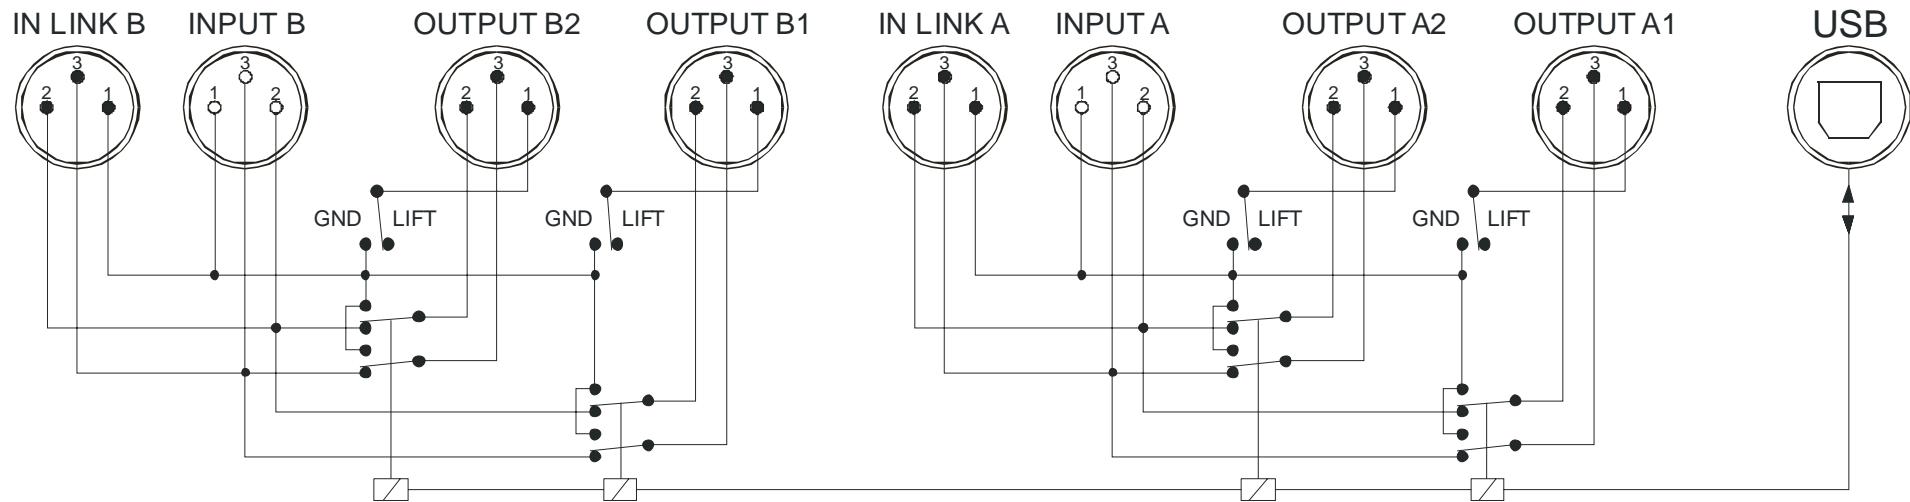 IN LINK B INPUT B OUTPUT B2 OUTPUT B1 IN LINK A INPUT A OUTPUT A2 OUTPUT A1 USB
3 3 3 3 3 3 3 3
2 1 1 2 2 1 2 1 2 1 1 2 2 1 2 1
GND LIFT GND LIFT GND LIFT GND LIFT